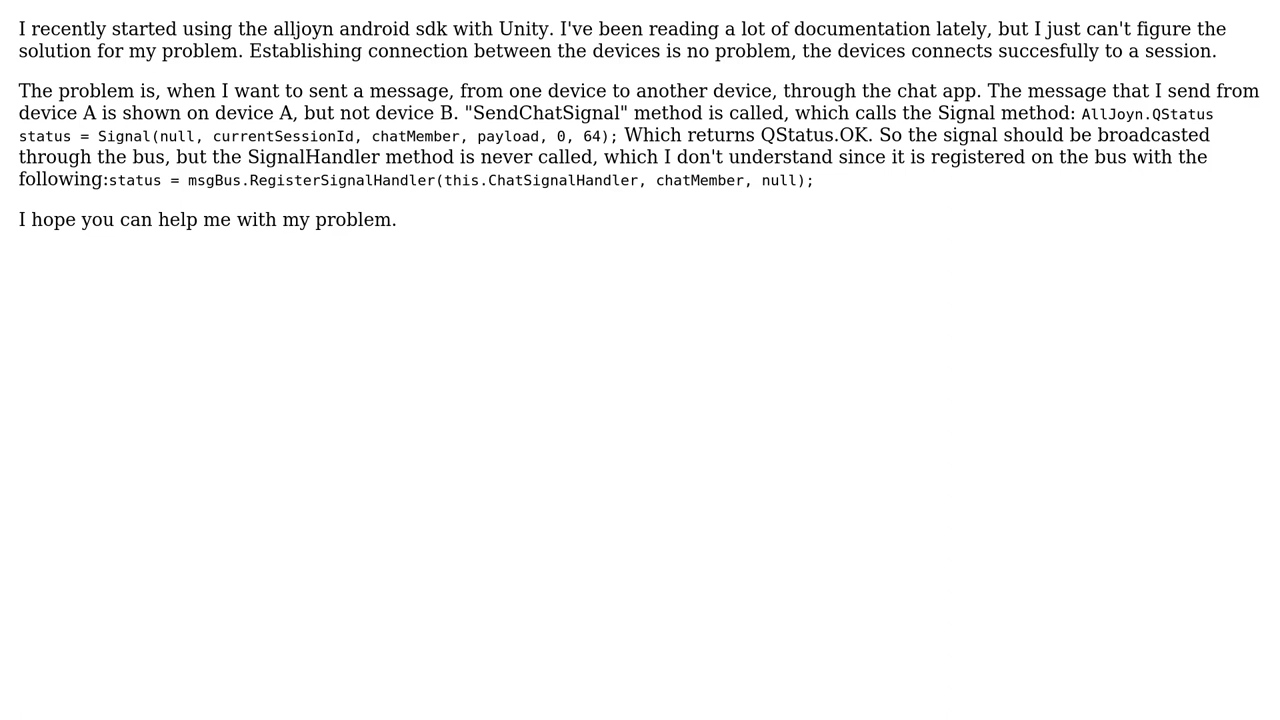 I recently started using the alljoyn android sdk with Unity. I've been reading a lot of documentation lately, but I just can't figure the
solution for my problem. Establishing connection between the devices is no problem, the devices connects succesfully to a session.
The problem is, when I want to sent a message, from one device to another device, through the chat app. The message that I send from
device A is shown on device A, but not device B. "SendChatSignal" method is called, which calls the Signal method: AllJoyn.QStatus
status = Signal(null, currentSessionId, chatMember, payload, 0, 64); Which returns QStatus.OK. So the signal should be broadcasted
through the bus, but the SignalHandler method is never called, which I don't understand since it is registered on the bus with the
following:status = msgBus.RegisterSignalHandler(this.ChatSignalHandler, chatMember, null);
I hope you can help me with my problem.